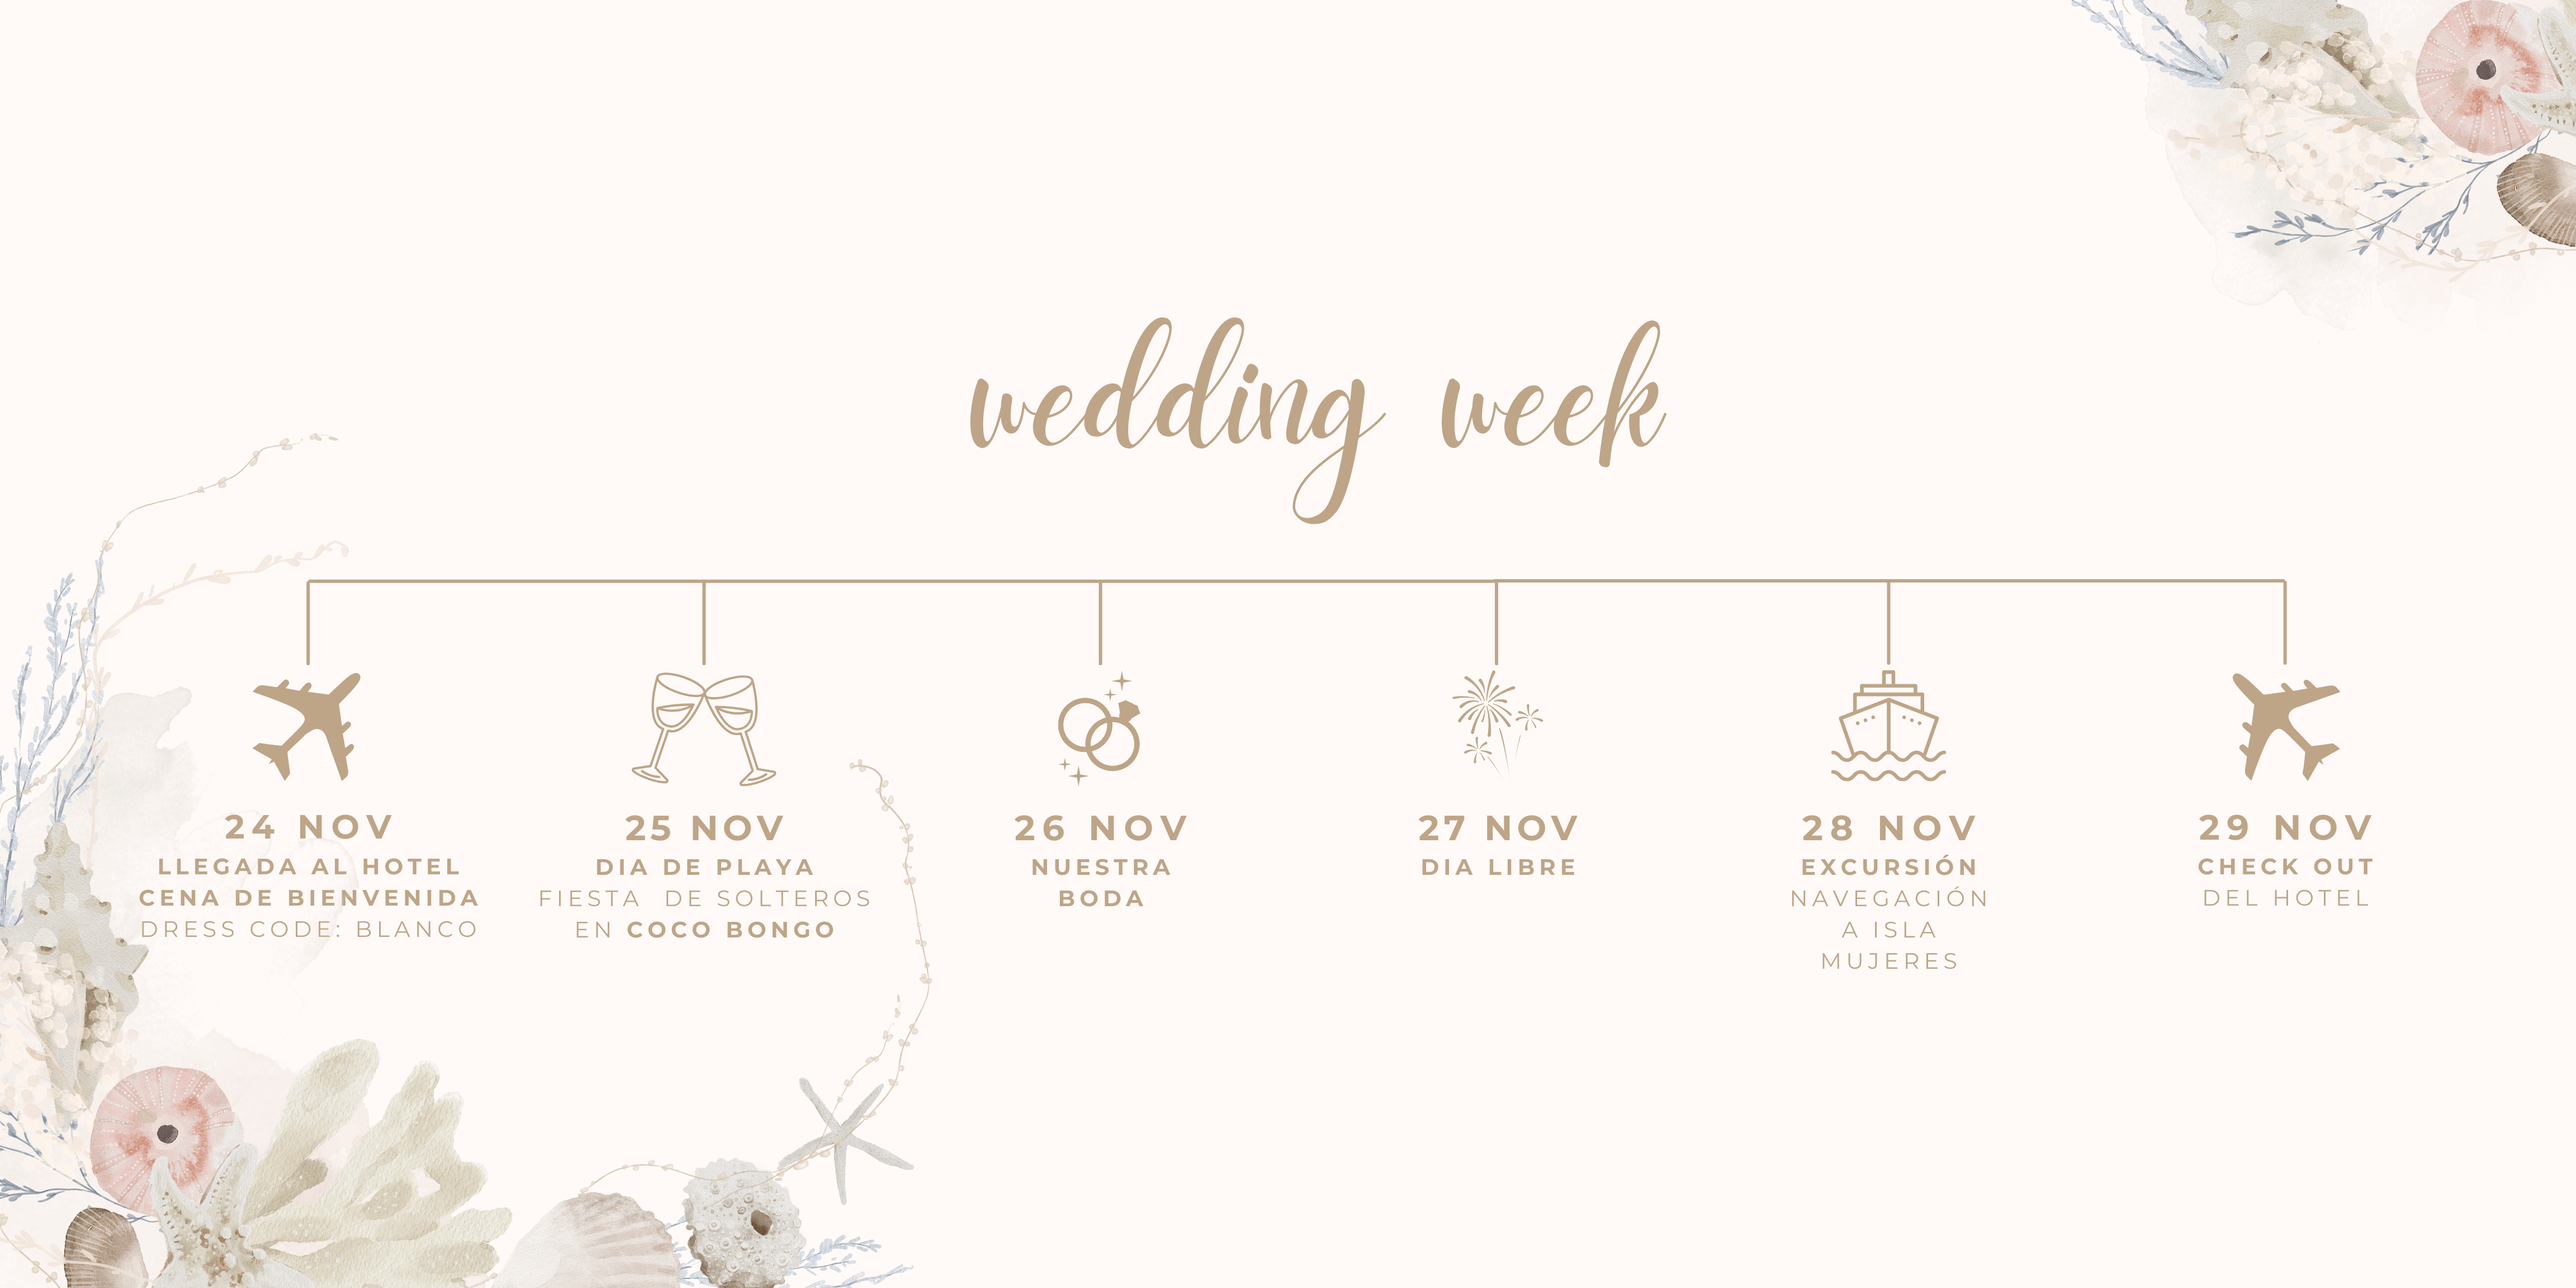 wedding week
24 NOV
LLEGADA AL HOTEL
CENA DE BIENVENIDA
DRESS CODE: BLANCO
25 NOV
DIA DE PLAYA
FIESTA DE SOLTEROS
EN COCO BONGO
26 NOV
NUESTRA
BODA
27 NOV
DIA LIBRE
28 NOV
EXCURSIÓN
NAVEGACIÓN
A ISLA
MUJERES
29 NOV
CHECK OUT
DEL HOTEL